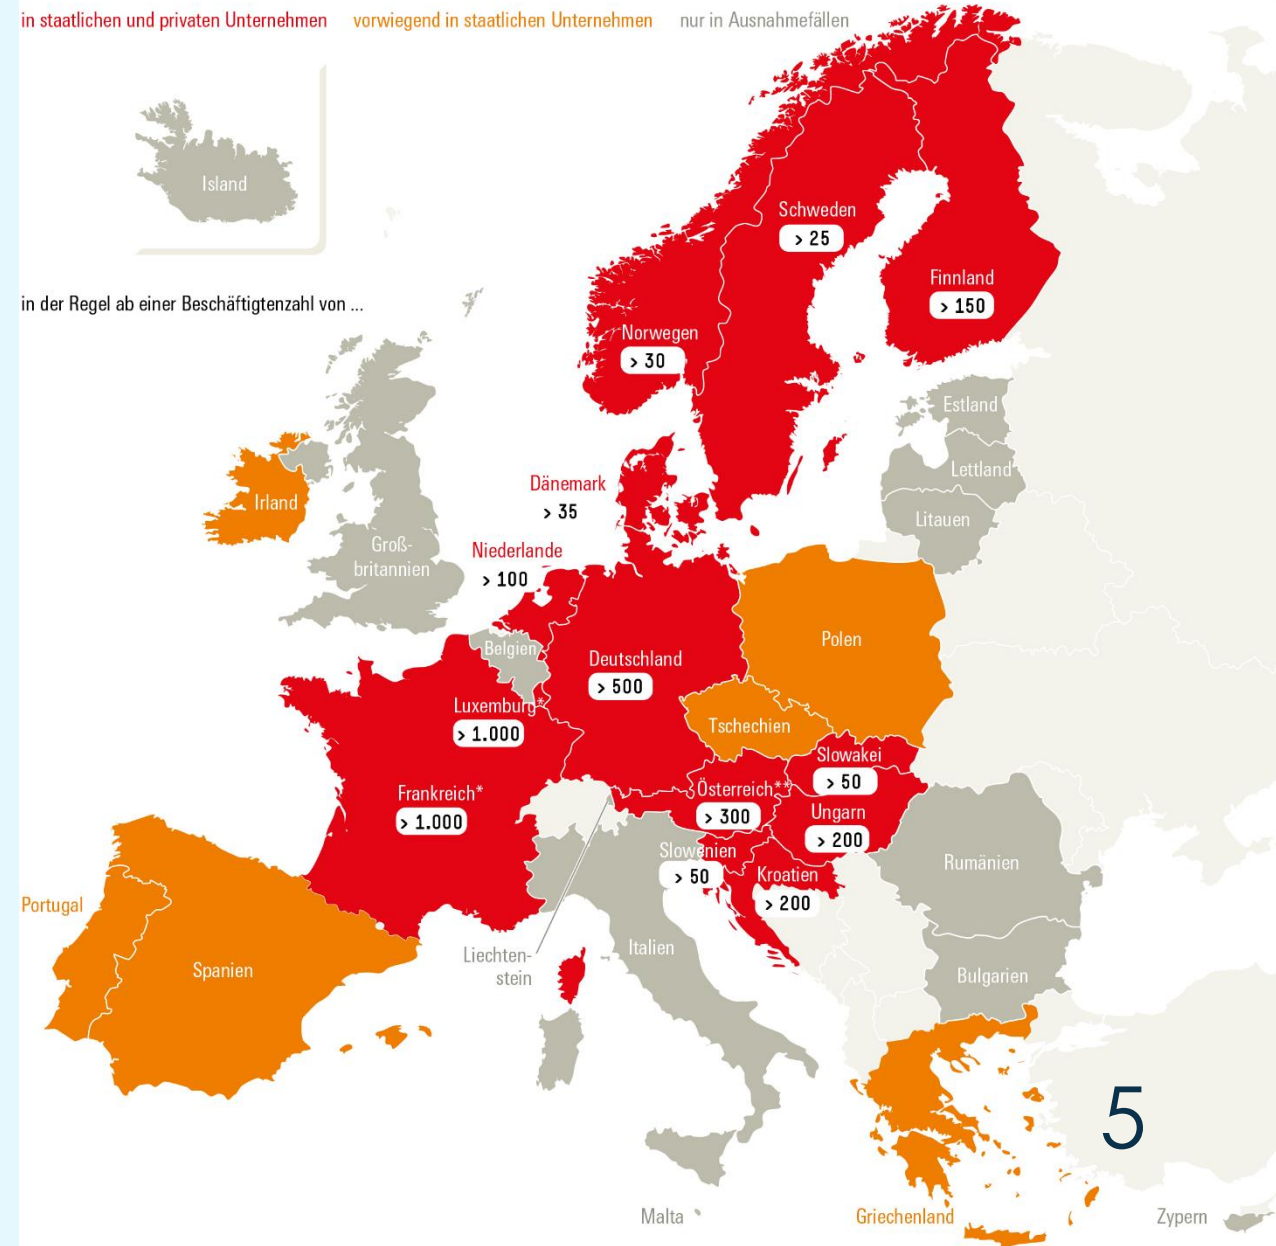 in staatlichen und privaten Unternehmen
vorwiegend in staatlichen Unternehmen
nur in Ausnahmefällen
Island
in der Regel ab einer Beschäftigtenzahl von ...
Schweden
> 25
Finnland
> 150
Norwegen
> 30
Estland
Lettland
Litauen
Dänemark
> 35
Irland
Groß-
britannien
Niederlande
> 100
Belgien
Deutschland
> 500
Polen
Luxemburg*
> 1.000
Tschechien
Slowakei
> 50
Frankreich*
> 1.000
Österreich**
> 300
Ungarn
> 200
Slowenien
> 50
Kroatien
> 200
Rumänien
Portugal
Spanien
Liechten-
stein
Italien
Bulgarien
5
Malta
Griechenland
Zypern